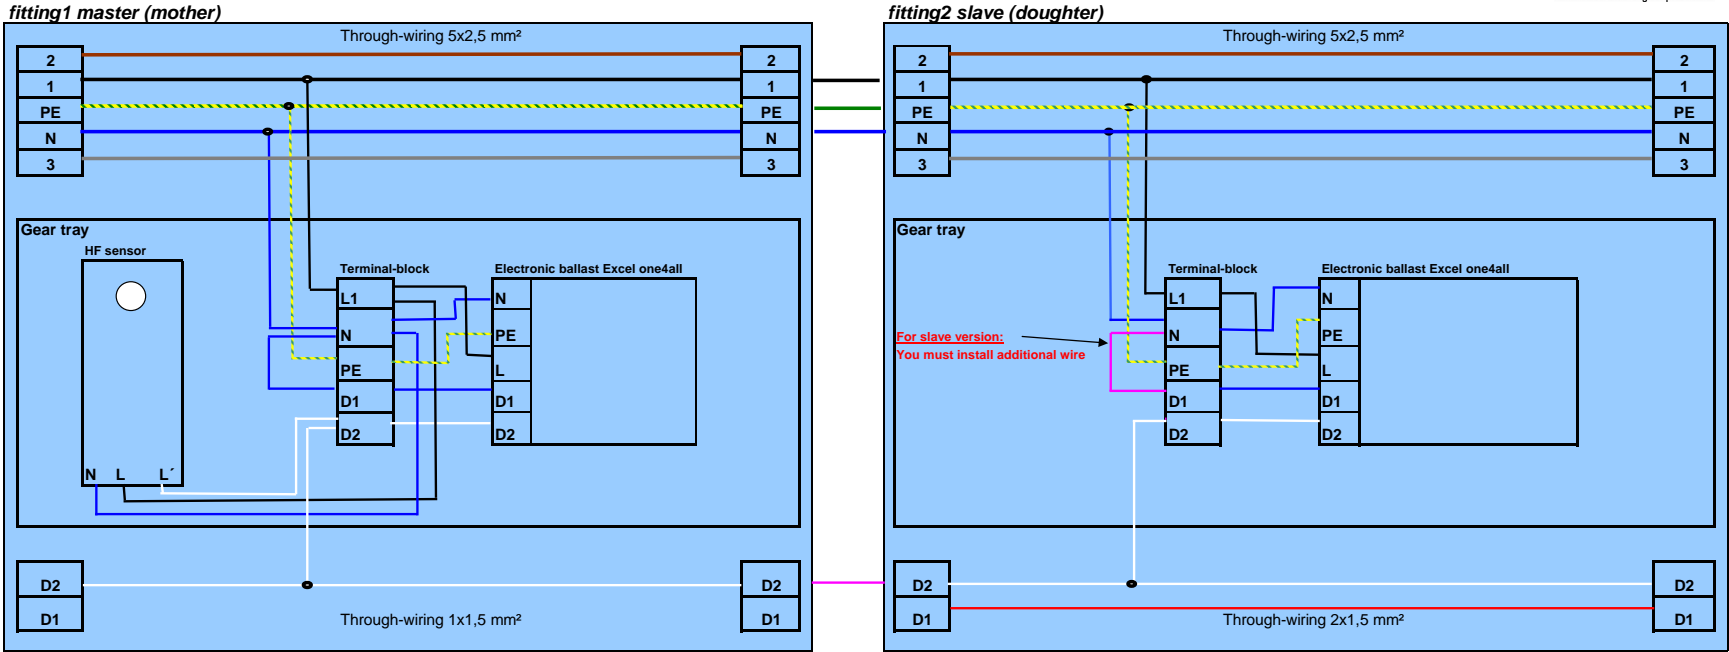 fitting1 master (mother)
Through-wiring 5x2,5 mm²
2
1
PE
N
3
2
1
PE
N
3
Gear tray
HF sensor
N L L´
Terminal-block
L1
N
PE
D1
D2
Electronic ballast Excel one4all
N
PE
L
D1
D2
D2
D1
Through-wiring 1x1,5 mm²
D2
D1
fitting2 slave (doughter)
Through-wiring 5x2,5 mm²
2
1
PE
N
3
2
1
PE
N
3
Gear tray
For slave version:
You must install additional wire
Terminal-block
L1
N
PE
D1
D2
Electronic ballast Excel one4all
N
PE
L
D1
D2
D2
D1
Through-wiring 2x1,5 mm²
D2
D1